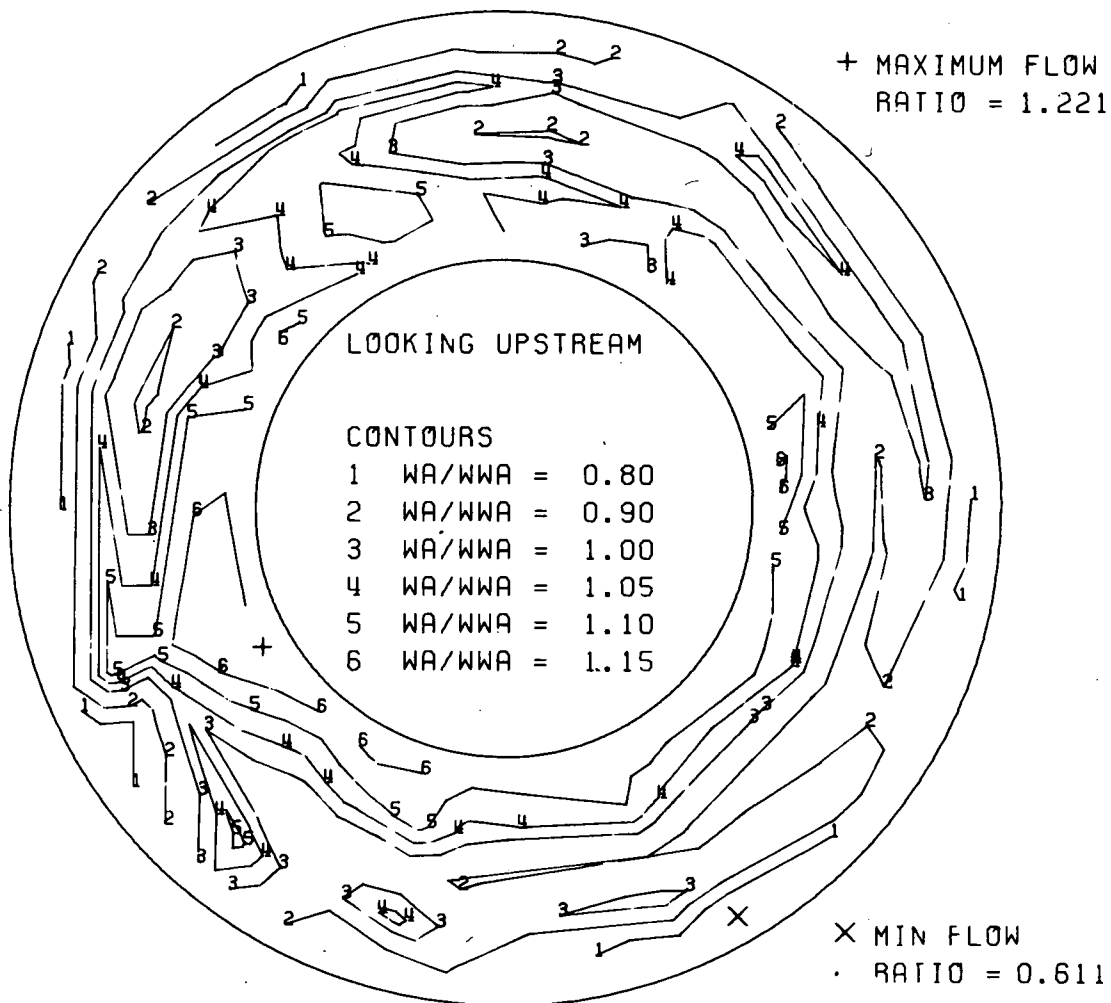 + MAXIMUM FLOW
RATIO = 1.221
LOOKING UPSTREAM
CONTOURS
1 WA/WWA = 0.80
2 WA/WWA = 0.90
3 WA/WWA = 1.00
4 WA/WWA = 1.05
5 WA/WWA = 1.10
6 WA/WWA = 1.15
× MIN FLOW
RATIO = 0.611